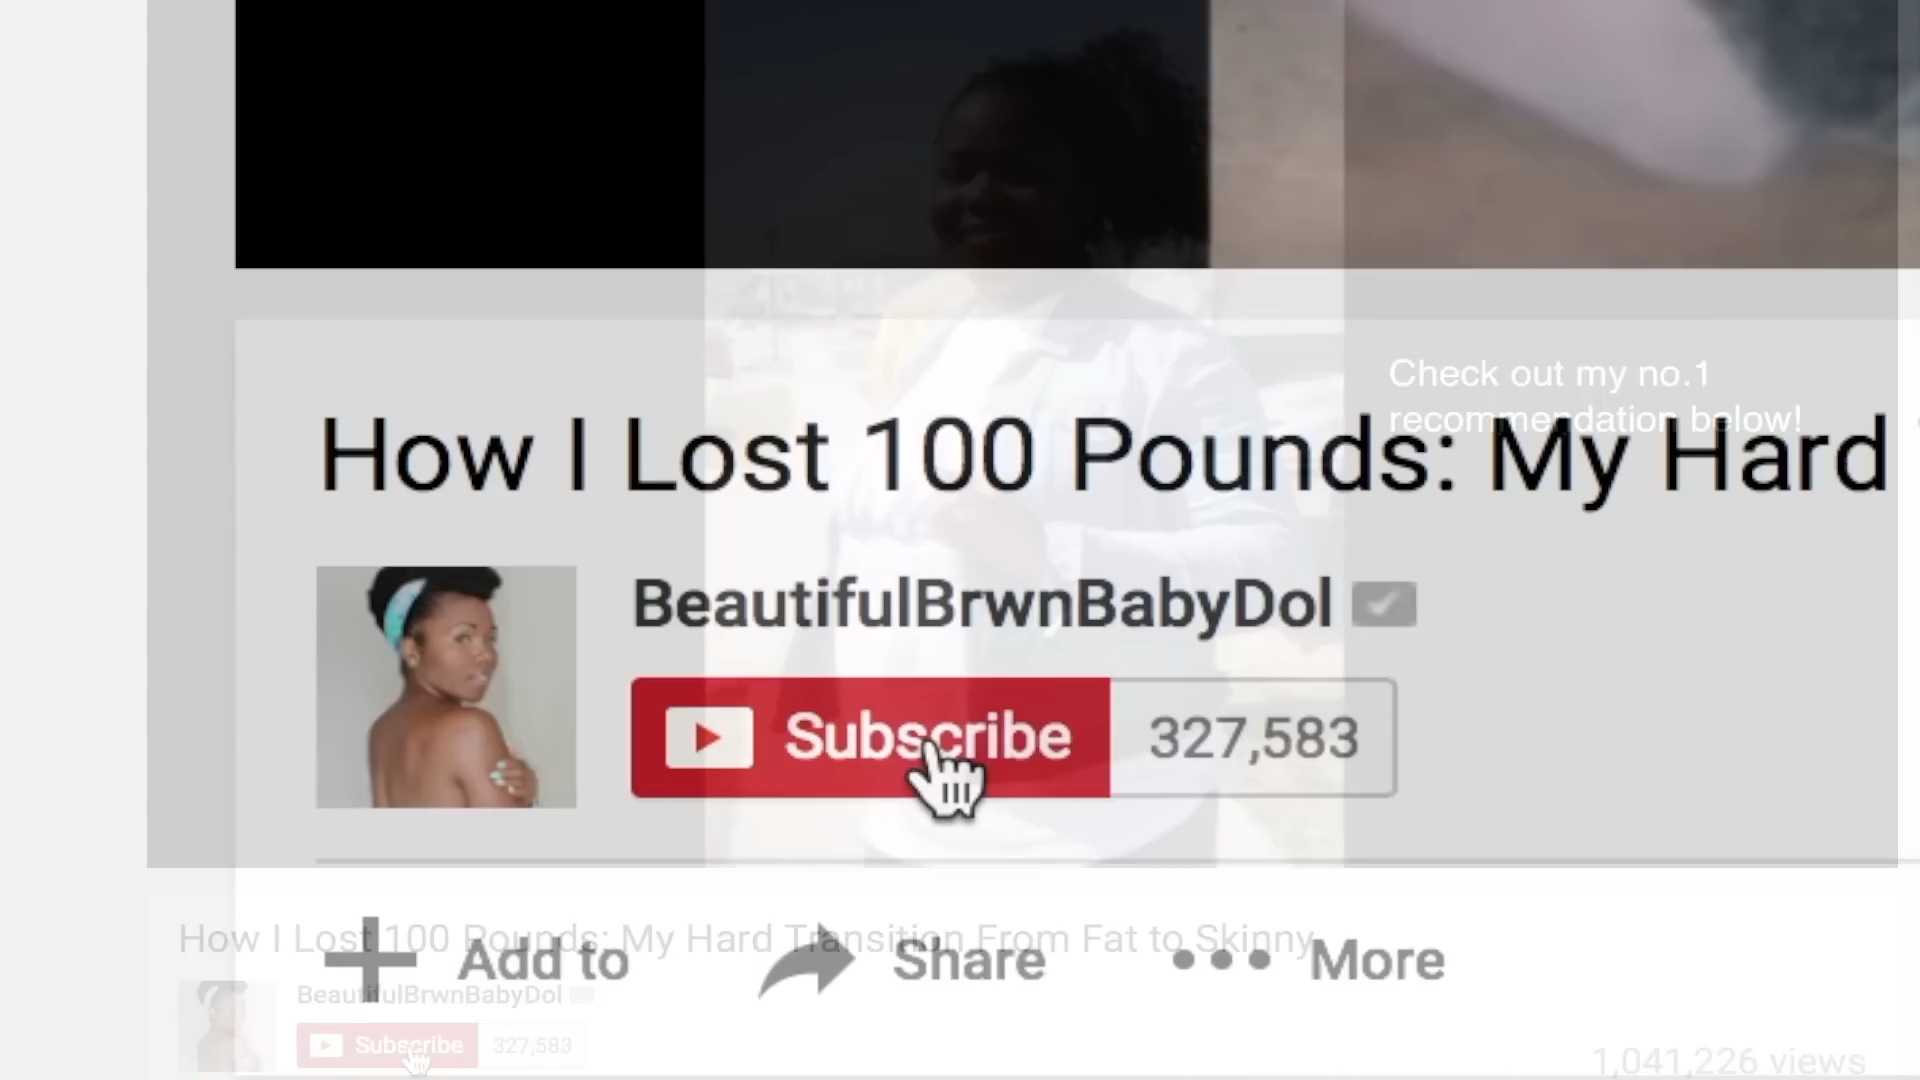 Check out my no.1
recommendation below!
How I Lost 100 Pounds: My Hard
BeautifulBrwnBabyDol
Subscribe 327,583
Add to Share More
How I Lost 100 Pounds: My Hard Transition From Fat to Skinny
BeautifulBrwnBabyDol
Subscribe 327,583
1,041,226 views